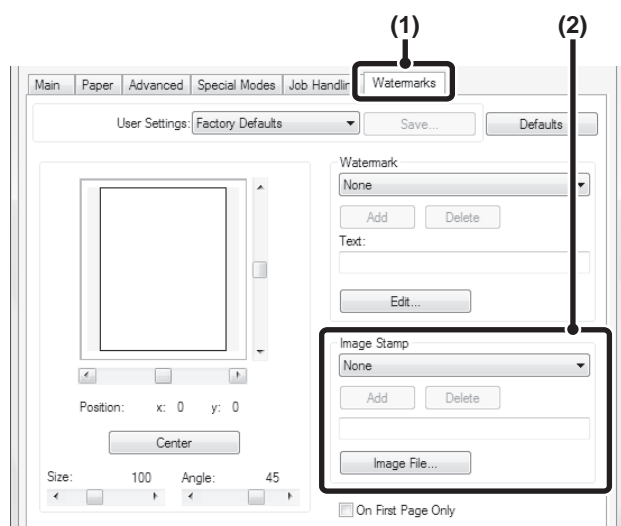 (1) (2)
Main Paper Advanced Special Modes Job Handlin Watermarks
User Settings: Factory Defaults Save... Defaults
Watermark
None
Add Delete
Text:
Edit...
Image Stamp
None
Add Delete
Image File...
Position: x: 0 y: 0
Center
Size: 100 Angle: 45
On First Page Only